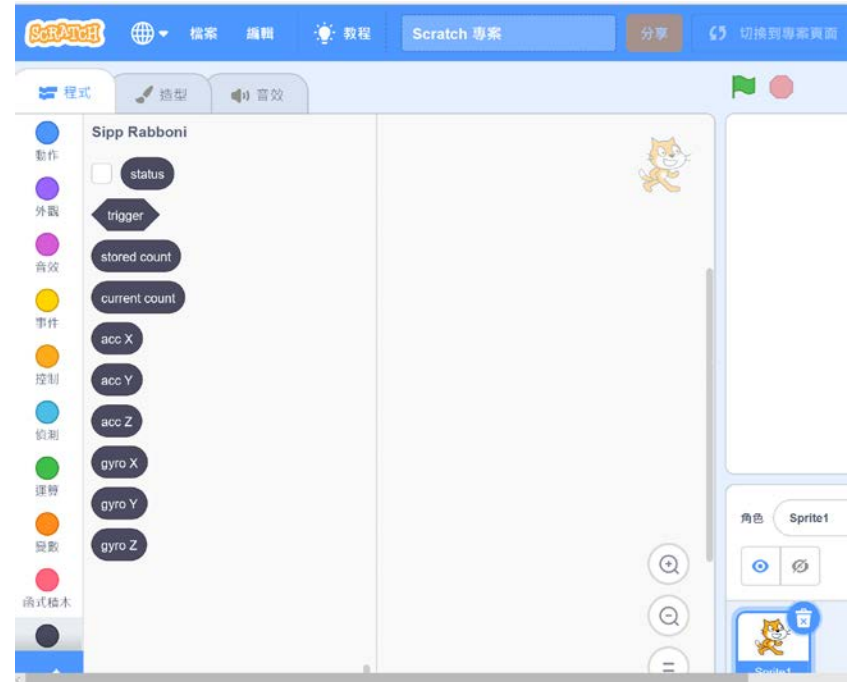 SCRATCH
檔案
編輯
教程
Scratch 專案
分享
切換到專案頁面
程式
造型
音效
動作
外觀
音效
事件
控制
偵測
運算
變數
函式積木
Sipp Rabboni
status
trigger
stored count
current count
acc X
acc Y
acc Z
gyro X
gyro Y
gyro Z
角色
Sprite1
Sprite1